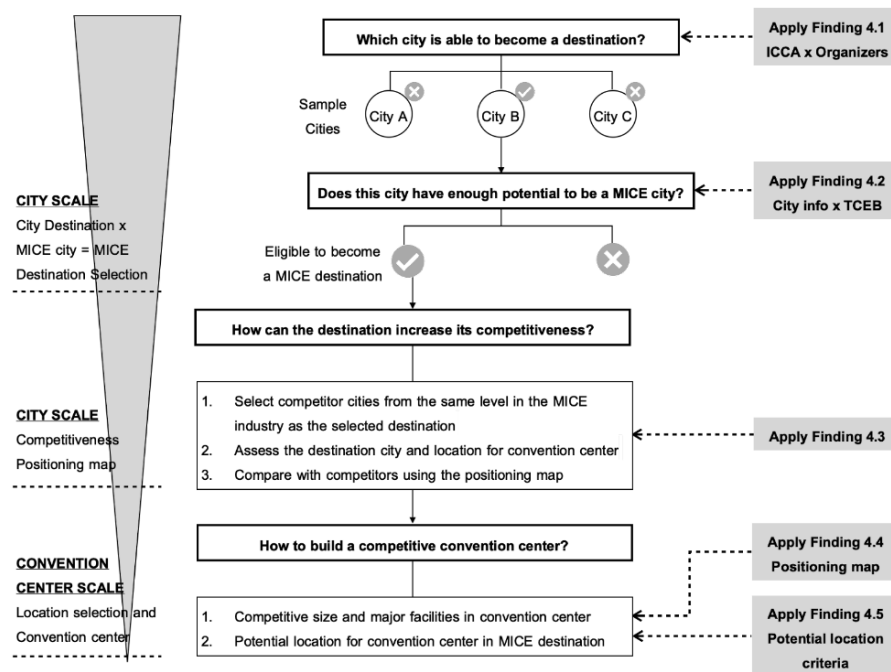 Which city is able to become a destination?
Apply Finding 4.1
ICCA x Organizers
Sample
Cities
City A
City B
City C
Does this city have enough potential to be a MICE city?
Apply Finding 4.2
City info x TCEB
CITY SCALE
City Destination x
MICE city = MICE
Destination Selection
Eligible to become
a MICE destination
How can the destination increase its competitiveness?
CITY SCALE
Competitiveness
Positioning map
1. Select competitor cities from the same level in the MICE
industry as the selected destination
2. Assess the destination city and location for convention center
3. Compare with competitors using the positioning map
Apply Finding 4.3
How to build a competitive convention center?
Apply Finding 4.4
Positioning map
CONVENTION
CENTER SCALE
Location selection and
Convention center
1. Competitive size and major facilities in convention center
2. Potential location for convention center in MICE destination
Apply Finding 4.5
Potential location
criteria